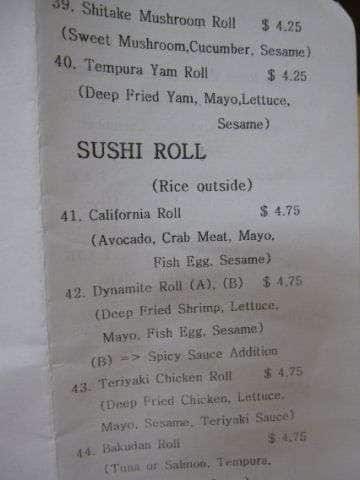 39. Shitake Mushroom Roll $ 4.25
(Sweet Mushroom,Cucumber, Sesame)
40. Tempura Yam Roll $ 4.25
(Deep Fried Yam, Mayo,Lettuce,
Sesame)
SUSHI ROLL
(Rice outside)
41. California Roll $ 4.75
(Avocado, Crab Meat, Mayo,
Fish Egg, Sesame)
42. Dynamite Roll (A), (B) $ 4.75
(Deep Fried Shrimp, Lettuce,
Mayo, Fish Egg, Sesame)
(B) => Spicy Sauce Addition
43. Teriyaki Chicken Roll $ 4.75
(Deep Fried Chicken, Lettuce,
Mayo, Sesame, Teriyaki Sauce)
44. Bakudan Roll $ 4.75
(Tuna or Salmon, Tempura,